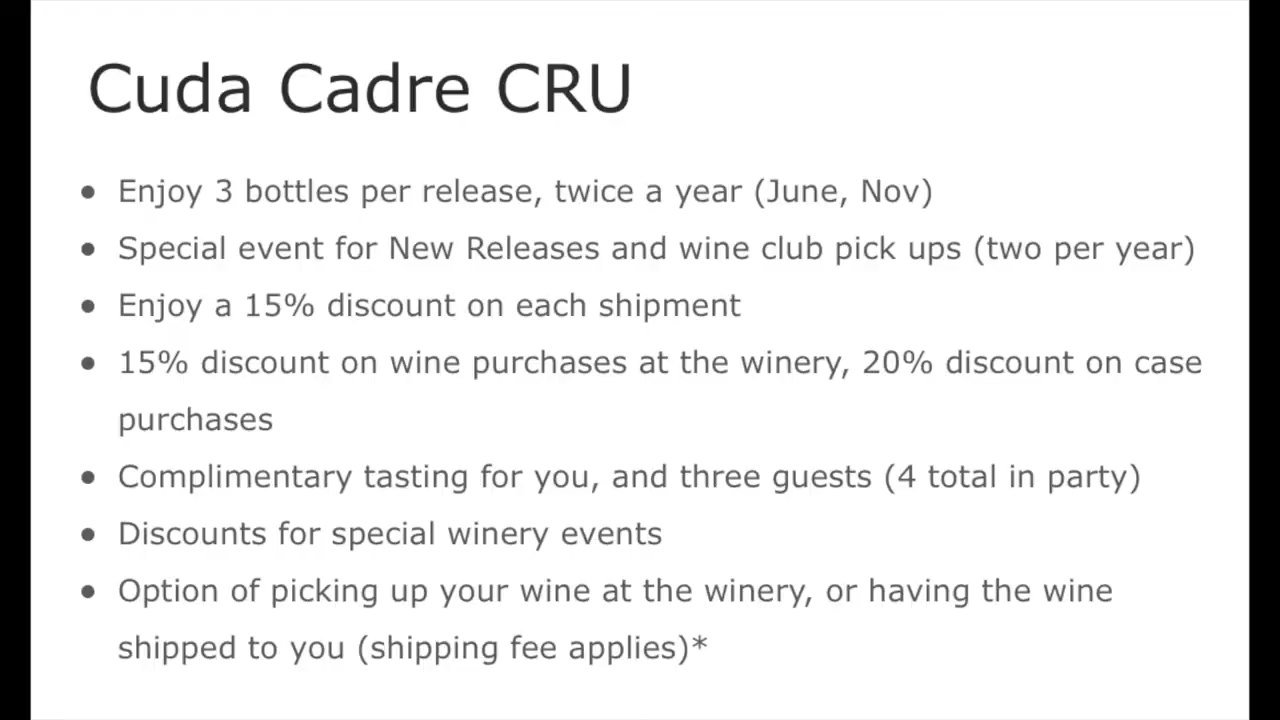 Cuda Cadre CRU
● Enjoy 3 bottles per release, twice a year (June, Nov)
● Special event for New Releases and wine club pick ups (two per year)
● Enjoy a 15% discount on each shipment
● 15% discount on wine purchases at the winery, 20% discount on case
purchases
● Complimentary tasting for you, and three guests (4 total in party)
● Discounts for special winery events
● Option of picking up your wine at the winery, or having the wine
shipped to you (shipping fee applies)*